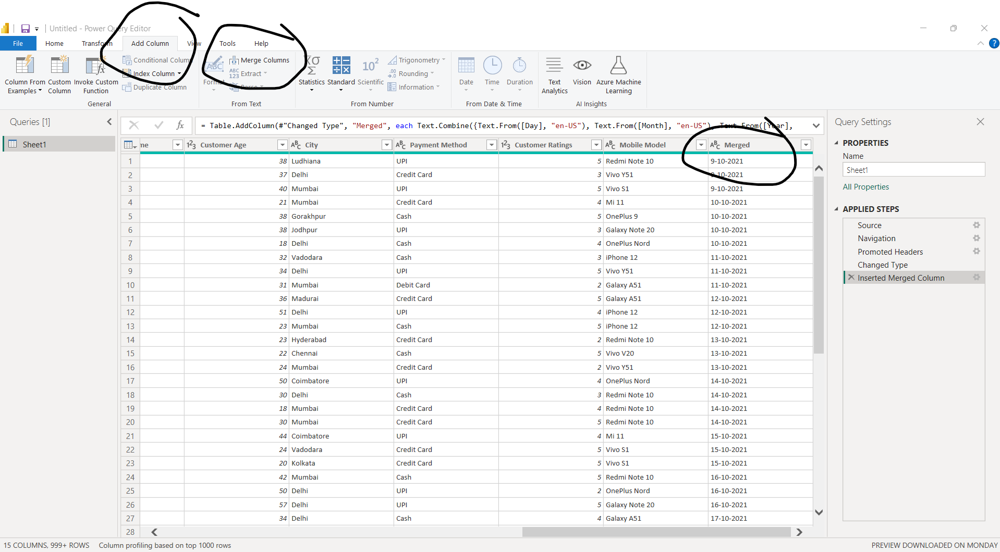 Untitled - Power Query Editor
File Home Transform Add Column View Tools Help
Column From Examples
Custom Column
Invoke Custom Function
Conditional Column
Index Column
Duplicate Column
General
Format
Merge Columns
Extract
Parse
From Text
Statistics
Standard
Scientific
Trigonometry
Rounding
Information
From Number
Date
Time
Duration
From Date & Time
Text Analytics
Vision
Azure Machine Learning
AI Insights
Queries [1]
Sheet1
= Table.AddColumn(#"Changed Type", "Merged", each Text.Combine({Text.From([Day], "en-US"), Text.From([Month], "en-US"), Text.From([Year],
me Customer Age City Payment Method Customer Ratings Mobile Model Merged
1 38 Ludhiana UPI 5 Redmi Note 10 9-10-2021
2 37 Delhi Credit Card 3 Vivo Y51 9-10-2021
3 40 Mumbai UPI 5 Vivo S1 9-10-2021
4 21 Mumbai Credit Card 4 Mi 11 10-10-2021
5 38 Gorakhpur Cash 5 OnePlus 9 10-10-2021
6 38 Jodhpur UPI 3 Galaxy Note 20 10-10-2021
7 18 Delhi Cash 4 OnePlus Nord 10-10-2021
8 32 Vadodara Cash 3 iPhone 12 11-10-2021
9 34 Delhi UPI 5 Vivo Y51 11-10-2021
10 31 Mumbai Debit Card 2 Galaxy A51 11-10-2021
11 36 Madurai Credit Card 5 Galaxy A51 12-10-2021
12 51 Delhi UPI 4 iPhone 12 12-10-2021
13 23 Mumbai Cash 5 iPhone 12 12-10-2021
14 23 Hyderabad Credit Card 2 Redmi Note 10 13-10-2021
15 22 Chennai Cash 5 Vivo V20 13-10-2021
16 24 Mumbai Credit Card 2 Vivo Y51 13-10-2021
17 50 Coimbatore UPI 4 OnePlus Nord 14-10-2021
18 30 Delhi Cash 3 Redmi Note 10 14-10-2021
19 18 Mumbai Credit Card 4 Redmi Note 10 14-10-2021
20 30 Mumbai Credit Card 5 Redmi Note 10 14-10-2021
21 44 Coimbatore UPI 4 Mi 11 15-10-2021
22 24 Vadodara Credit Card 5 Vivo S1 15-10-2021
23 20 Kolkata Credit Card 5 Vivo S1 15-10-2021
24 42 Mumbai Cash 5 Redmi Note 10 16-10-2021
25 50 Delhi UPI 2 OnePlus Nord 16-10-2021
26 57 Delhi UPI 5 Galaxy Note 20 16-10-2021
27 34 Delhi Cash 4 Galaxy A51 17-10-2021
28
Query Settings
PROPERTIES
Name
Sheet1
All Properties
APPLIED STEPS
Source
Navigation
Promoted Headers
Changed Type
Inserted Merged Column
15 COLUMNS, 999+ ROWS Column profiling based on top 1000 rows
PREVIEW DOWNLOADED ON MONDAY